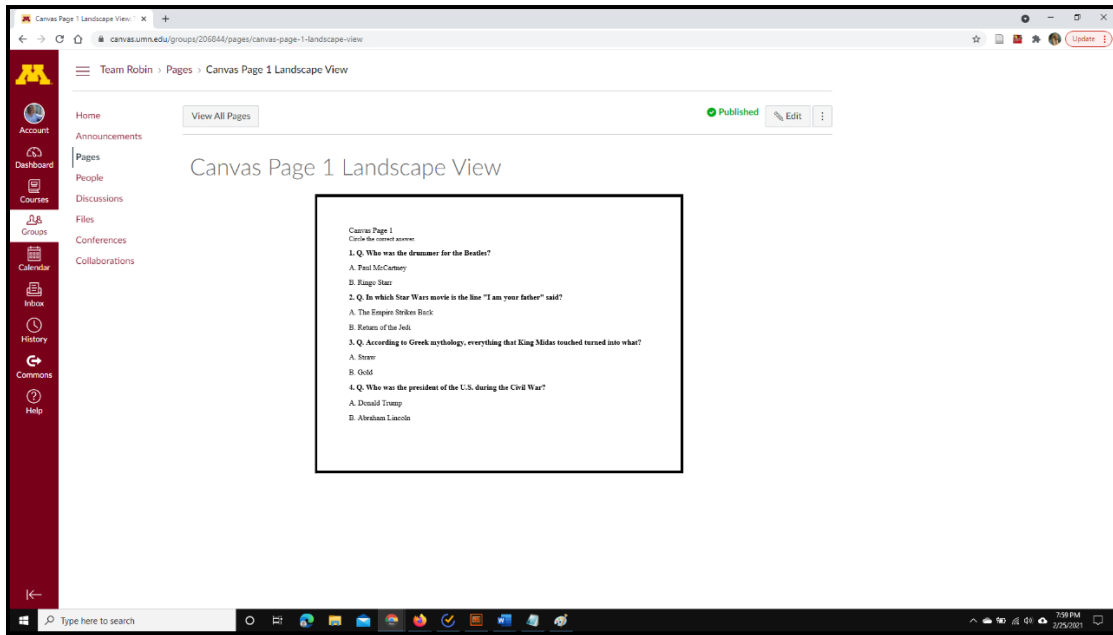 Canvas Page 1 Landscape View: T
canvas.umn.edu/groups/206844/pages/canvas-page-1-landscape-view
Update
Team Robin > Pages > Canvas Page 1 Landscape View
Account
Dashboard
Courses
Groups
Calendar
Inbox
History
Commons
Help
Home
Announcements
Pages
People
Discussions
Files
Conferences
Collaborations
View All Pages
Published
Edit
Canvas Page 1 Landscape View
Canvas Page 1
Circle the correct answer.
1. Q. Who was the drummer for the Beatles?
A. Paul McCartney
B. Ringo Starr
2. Q. In which Star Wars movie is the line "I am your father" said?
A. The Empire Strikes Back
B. Return of the Jedi
3. Q. According to Greek mythology, everything that King Midas touched turned into what?
A. Straw
B. Gold
4. Q. Who was the president of the U.S. during the Civil War?
A. Donald Trump
B. Abraham Lincoln
Type here to search
7:59 PM
2/25/2021